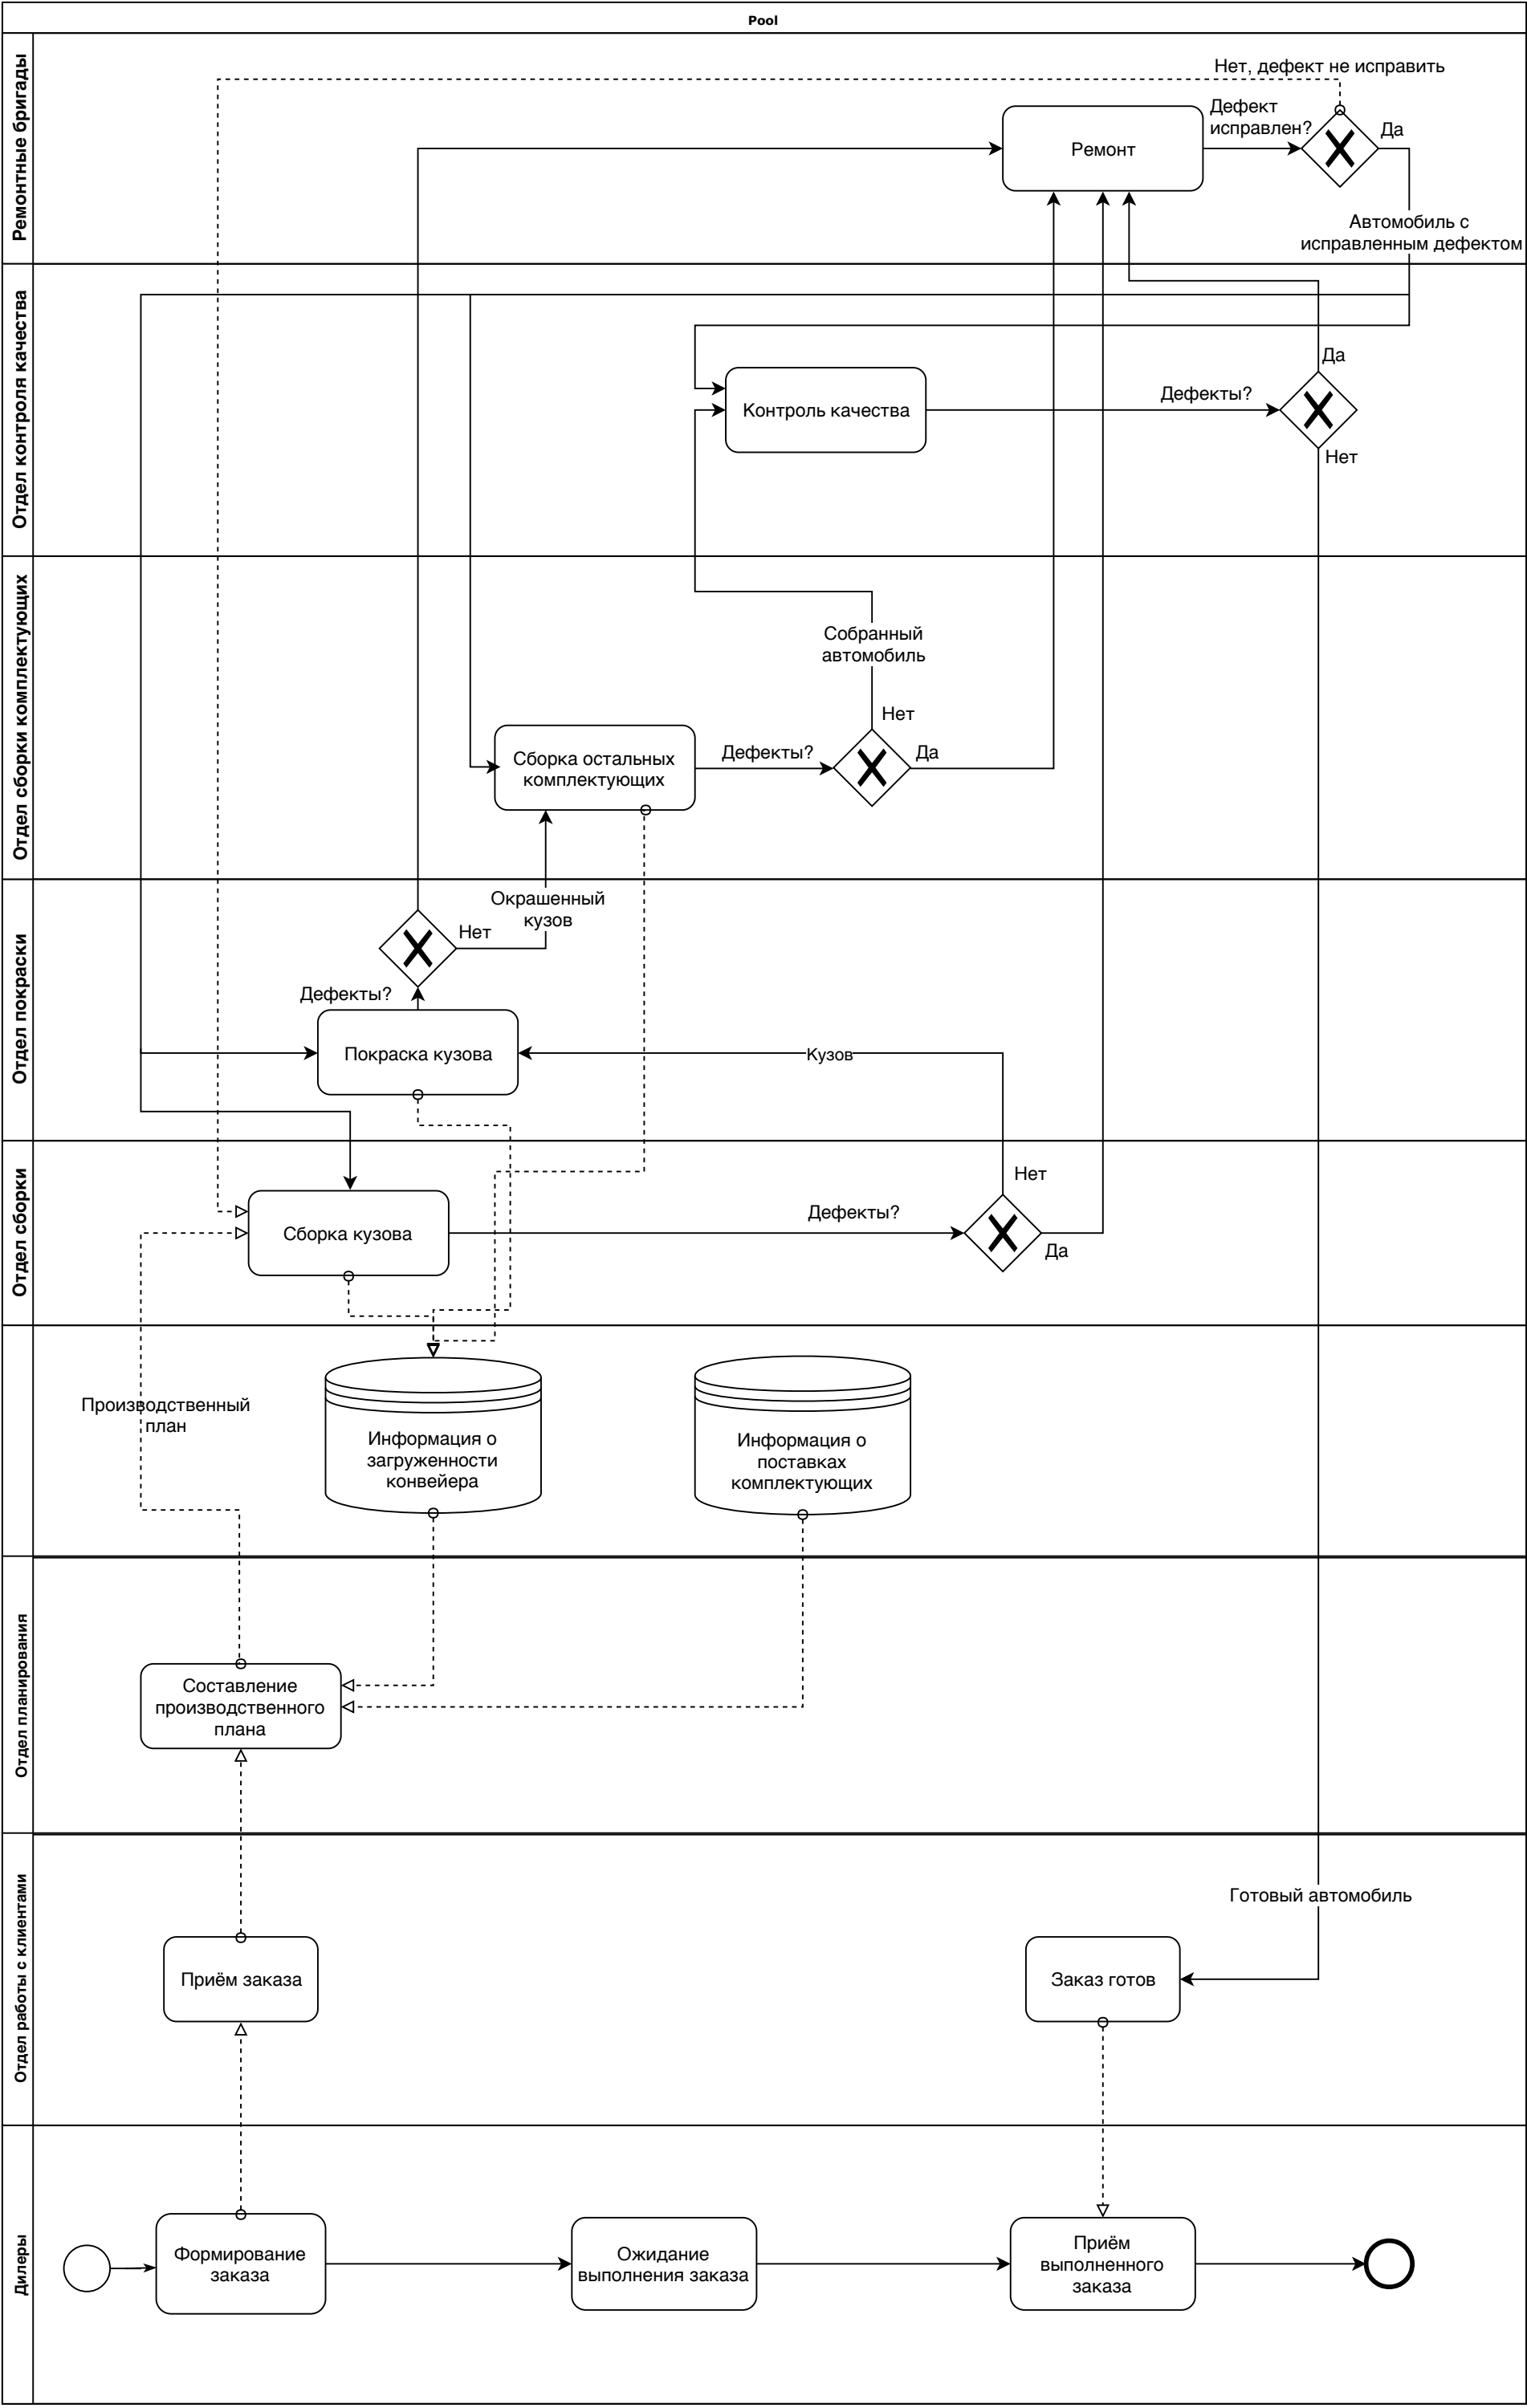 Pool
Ремонтные бригады
Нет, дефект не исправить
Дефект
исправлен?
Да
Ремонт
Автомобиль с
исправленным дефектом
Отдел контроля качества
Да
Дефекты?
Контроль качества
Нет
Отдел сборки комплектующих
Собранный
автомобиль
Нет
Дефекты?
Да
Сборка остальных
комплектующих
Отдел покраски
Окрашенный
кузов
Нет
Дефекты?
Покраска кузова
Кузов
Отдел сборки
Нет
Дефекты?
Сборка кузова
Да
Производственный
план
Информация о
загруженности
конвейера
Информация о
поставках
комплектующих
Отдел планирования
Составление
производственного
плана
Отдел работы с клиентами
Готовый автомобиль
Приём заказа
Заказ готов
Дилеры
Формирование
заказа
Ожидание
выполнения заказа
Приём
выполненного
заказа